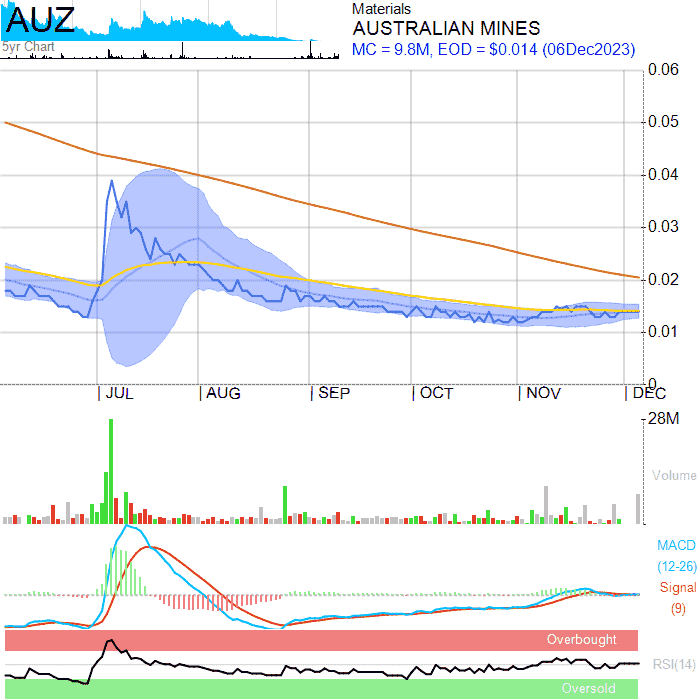 AUZ
5yr Chart
Materials
AUSTRALIAN MINES
MC = 9.8M, EOD = $0.014 (06Dec2023)
0.06
0.05
0.04
0.03
0.02
0.01
0
JUL AUG SEP OCT NOV DEC
28M
Volume
MACD
(12-26)
Signal
(9)
Overbought
RSI(14)
Oversold